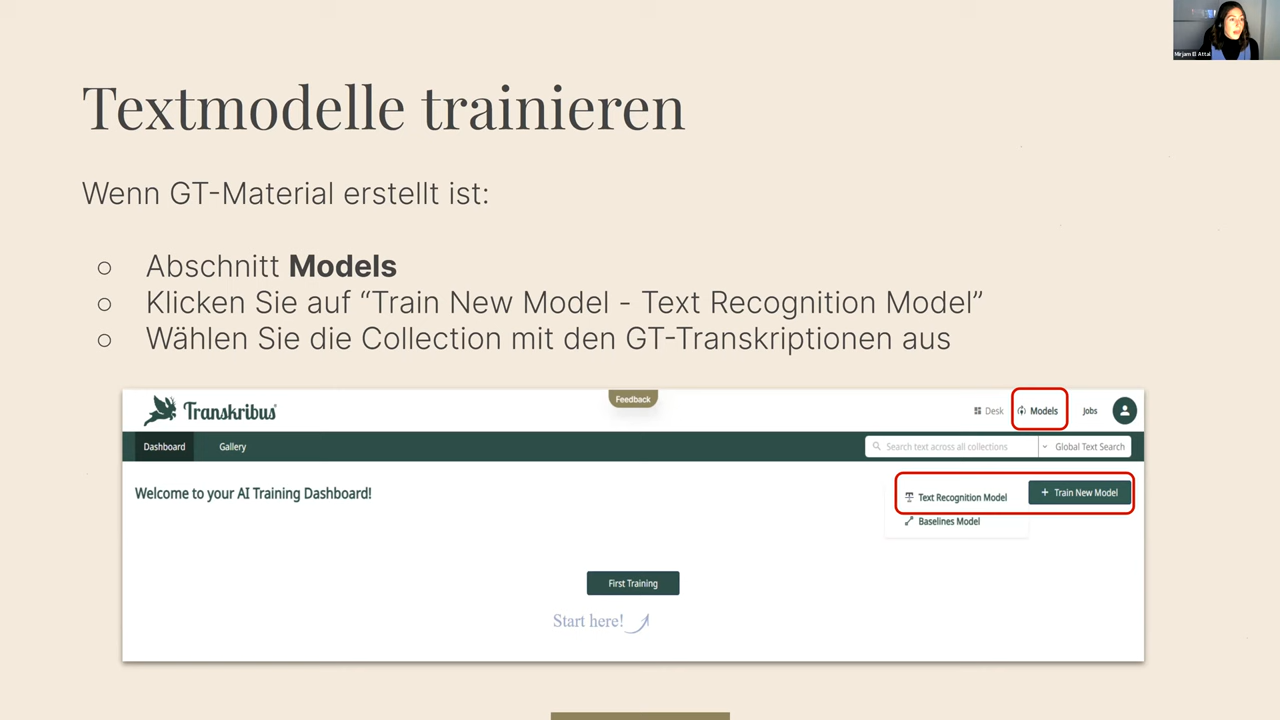 Mirjam El Attal
Textmodelle trainieren
Wenn GT-Material erstellt ist:
○ Abschnitt Models
○ Klicken Sie auf “Train New Model - Text Recognition Model”
○ Wählen Sie die Collection mit den GT-Transkriptionen aus
Transkribus®
Feedback
Desk
Models
Jobs
Dashboard
Gallery
Search text across all collections
Global Text Search
Welcome to your AI Training Dashboard!
Text Recognition Model
+ Train New Model
Baselines Model
First Training
Start here!